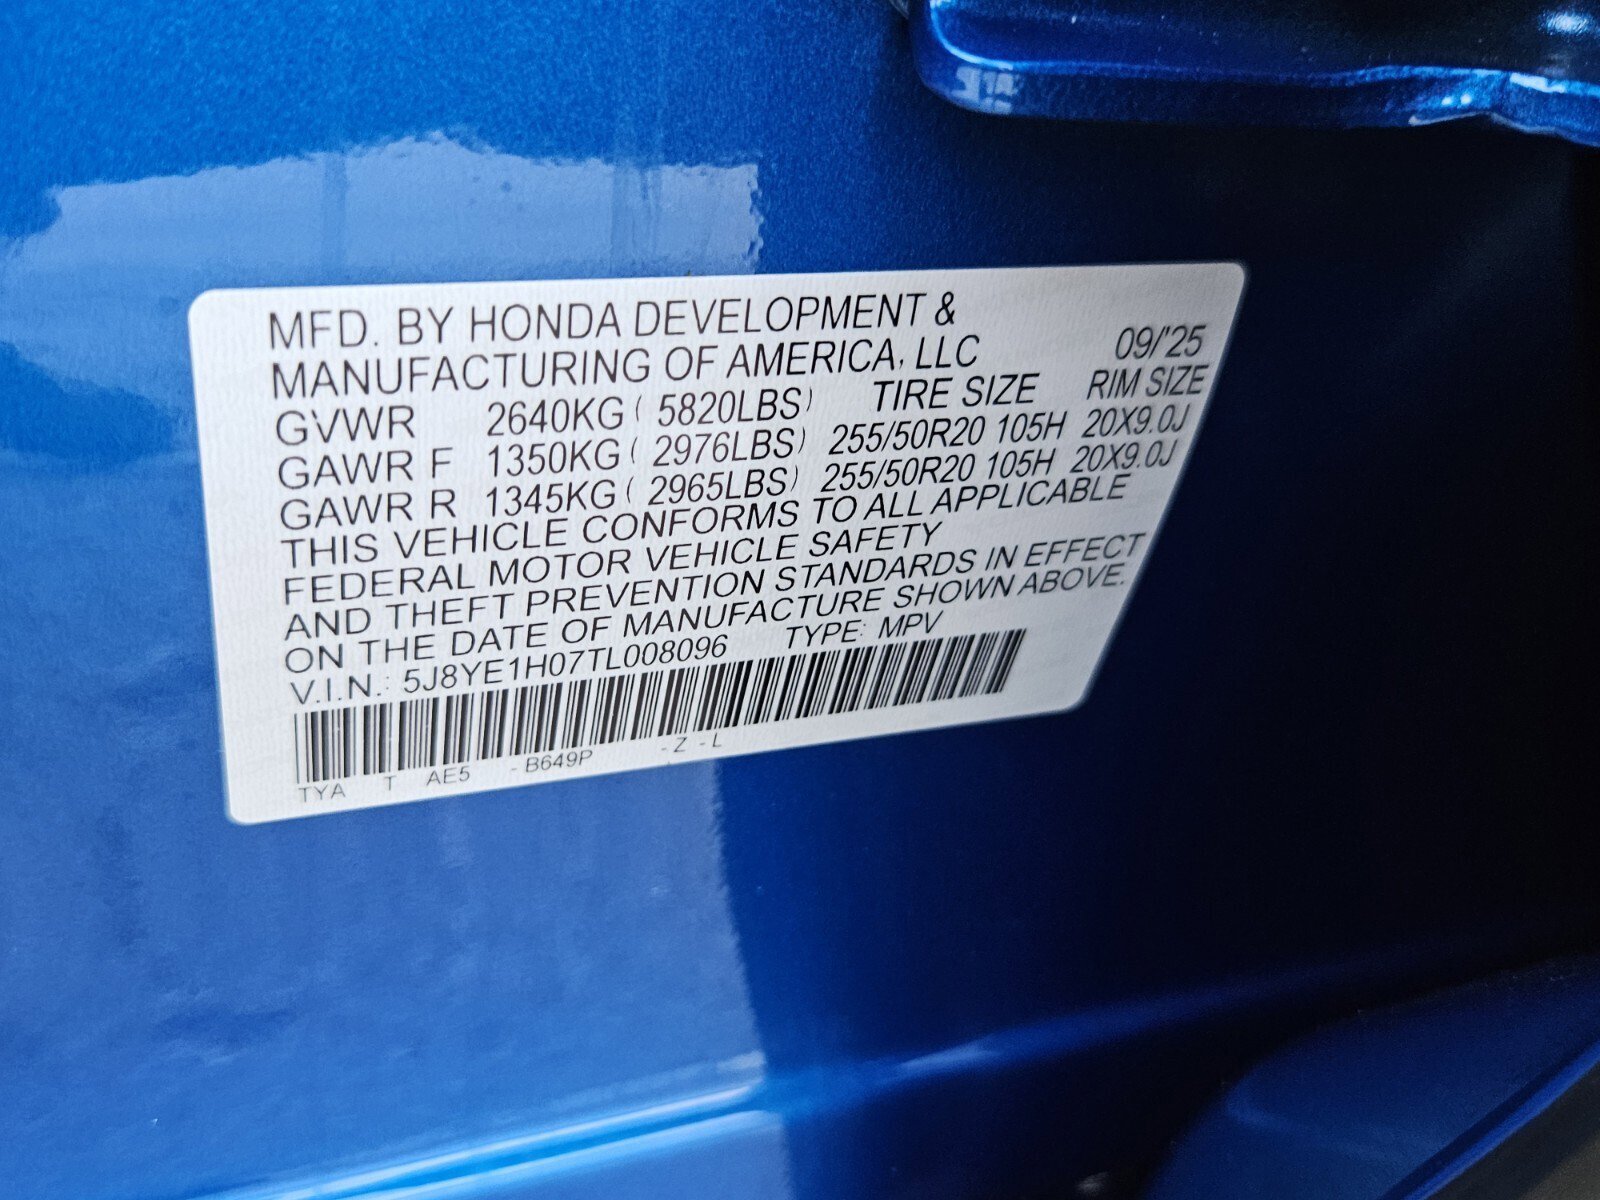 MFD. BY HONDA DEVELOPMENT &
MANUFACTURING OF AMERICA, LLC 09/'25
GVWR 2640KG ( 5820LBS) TIRE SIZE RIM SIZE
GAWR F 1350KG ( 2976LBS) 255/50R20 105H 20X9.0J
GAWR R 1345KG ( 2965LBS) 255/50R20 105H 20X9.0J
THIS VEHICLE CONFORMS TO ALL APPLICABLE
FEDERAL MOTOR VEHICLE SAFETY
AND THEFT PREVENTION STANDARDS IN EFFECT
ON THE DATE OF MANUFACTURE SHOWN ABOVE.
V.I.N.: 5J8YE1H07TL008096 TYPE: MPV
TYA T AE5 -B649P -Z-L